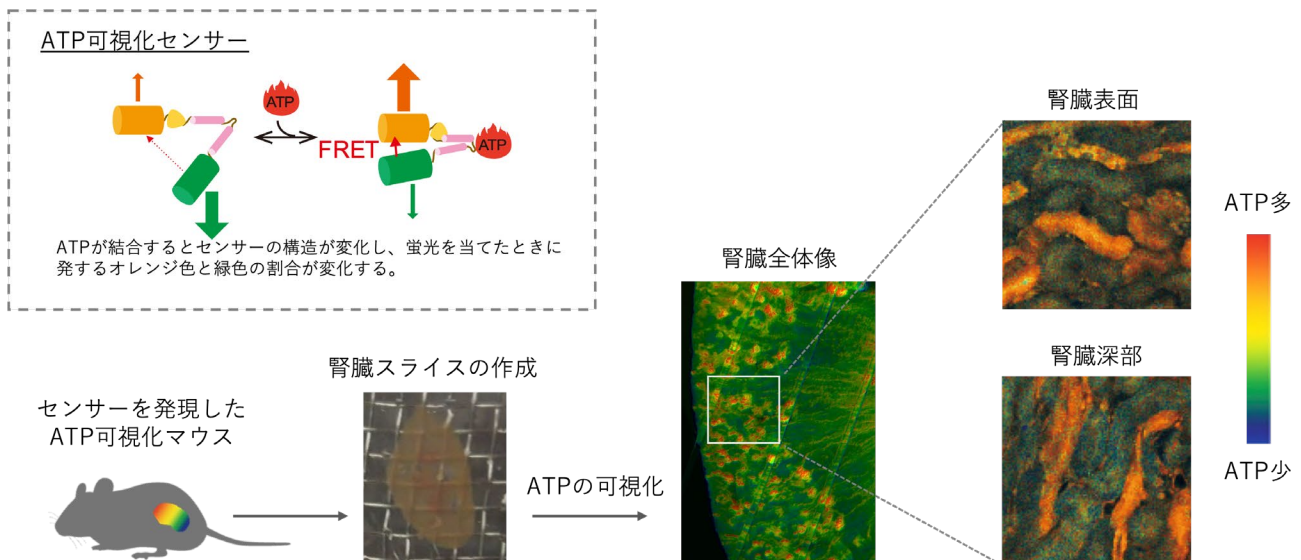 ATP可視化センサー
ATP
FRET
ATP
ATPが結合するとセンサーの構造が変化し、蛍光を当てたときに
発するオレンジ色と緑色の割合が変化する。
センサーを発現した
ATP可視化マウス
腎臓スライスの作成
ATPの可視化
腎臓全体像
腎臓表面
腎臓深部
ATP多
ATP少